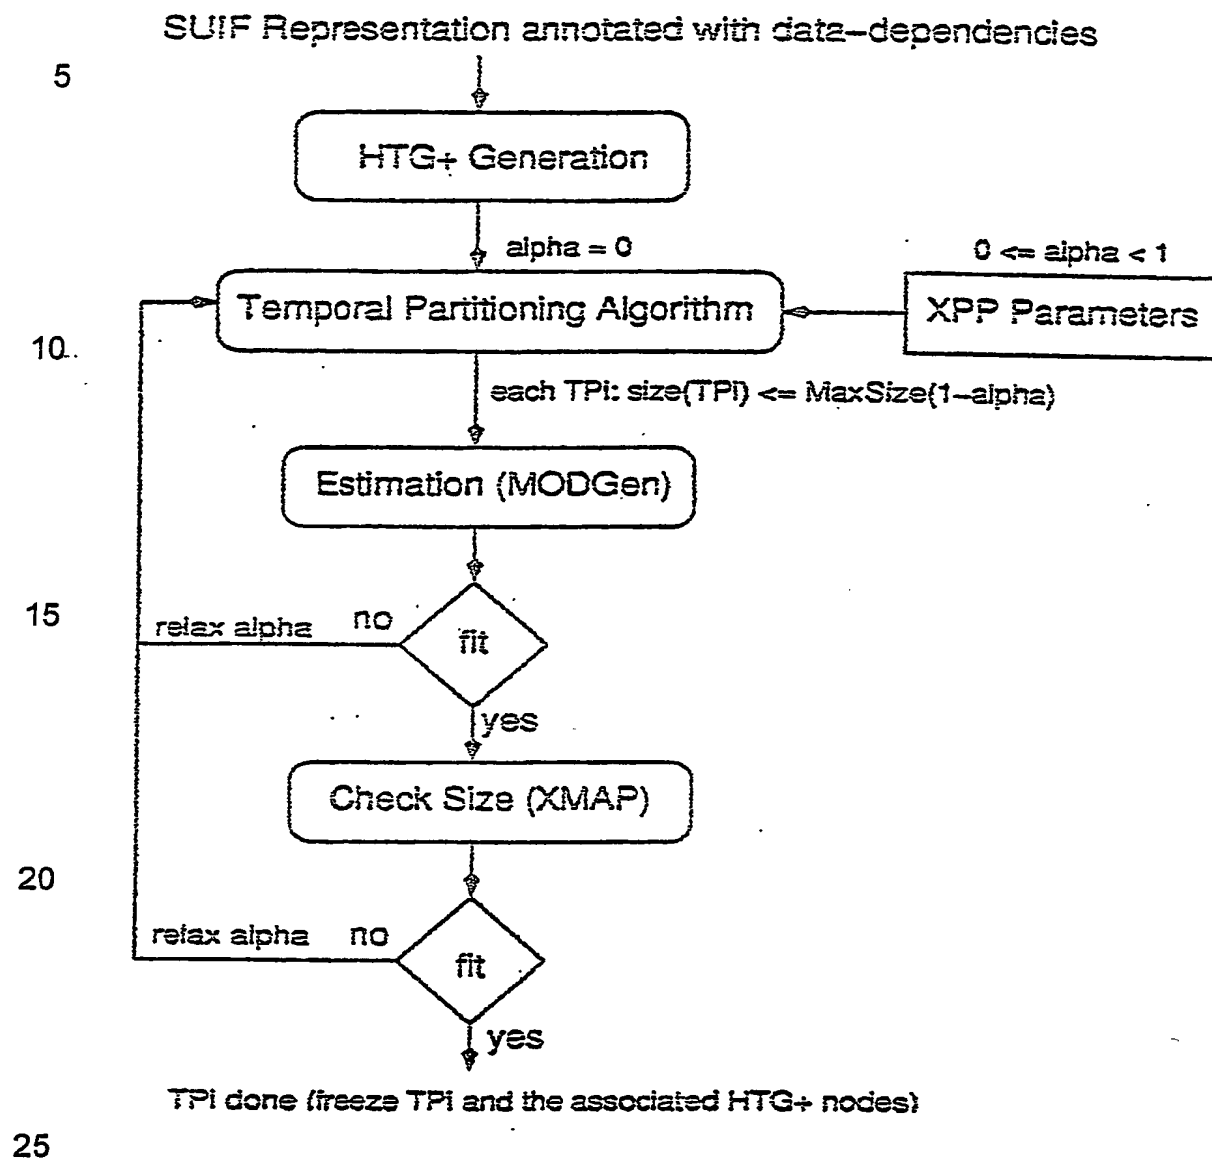 SUIF Representation annotated with data-dependencies
5
HTG+ Generation
alpha = 0
0 <= alpha < 1
Temporal Partitioning Algorithm
XPP Parameters
10
each TPi: size(TPi) <= MaxSize(1-alpha)
Estimation (MODGen)
15
relax alpha
no
fit
yes
Check Size (XMAP)
20
relax alpha
no
fit
yes
TPi done (freeze TPi and the associated HTG+ nodes)
25